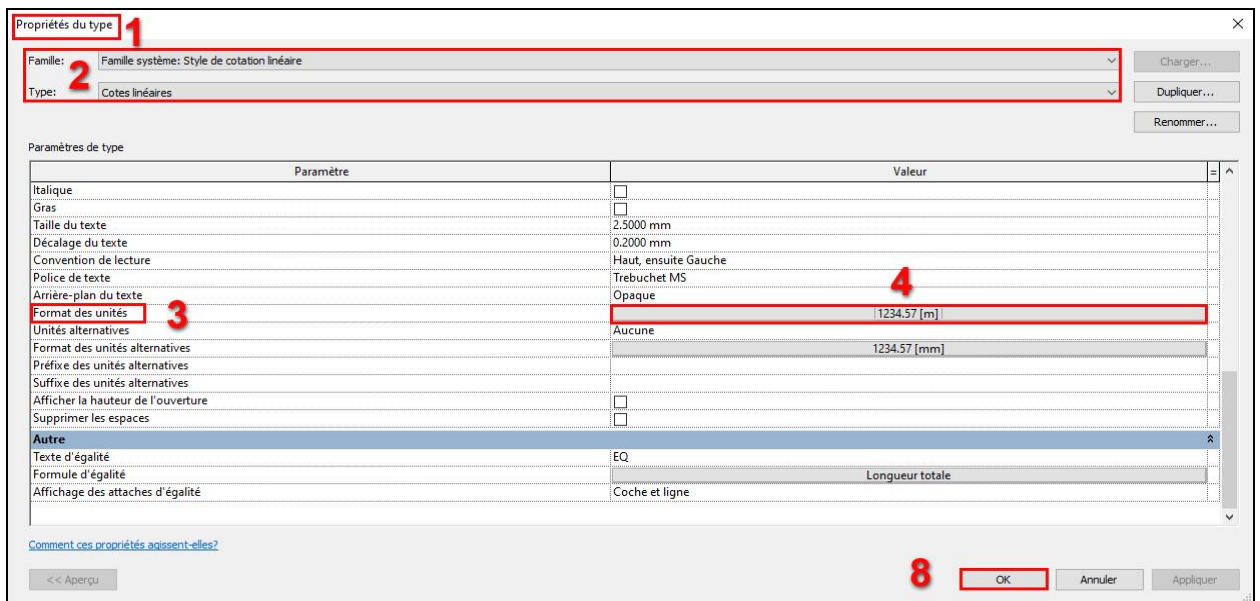 Propriétés du type 1 ×
Famille: 2 Famille système: Style de cotation linéaire Charger...
Type: Cotes linéaires Dupliquer...
Renommer...
Paramètres de type
Paramètre Valeur =
Italique
Gras
Taille du texte 2.5000 mm
Décalage du texte 0.2000 mm
Convention de lecture Haut, ensuite Gauche
Police de texte Trebuchet MS
Arrière-plan du texte Opaque 4
Format des unités 3 1234.57 [m]
Unités alternatives Aucune
Format des unités alternatives 1234.57 [mm]
Préfixe des unités alternatives
Suffixe des unités alternatives
Afficher la hauteur de l'ouverture
Supprimer les espaces
Autre
Texte d'égalité EQ
Formule d'égalité Longueur totale
Affichage des attaches d'égalité Coche et ligne
Comment ces propriétés agissent-elles?
<< Aperçu 8 OK Annuler Appliquer